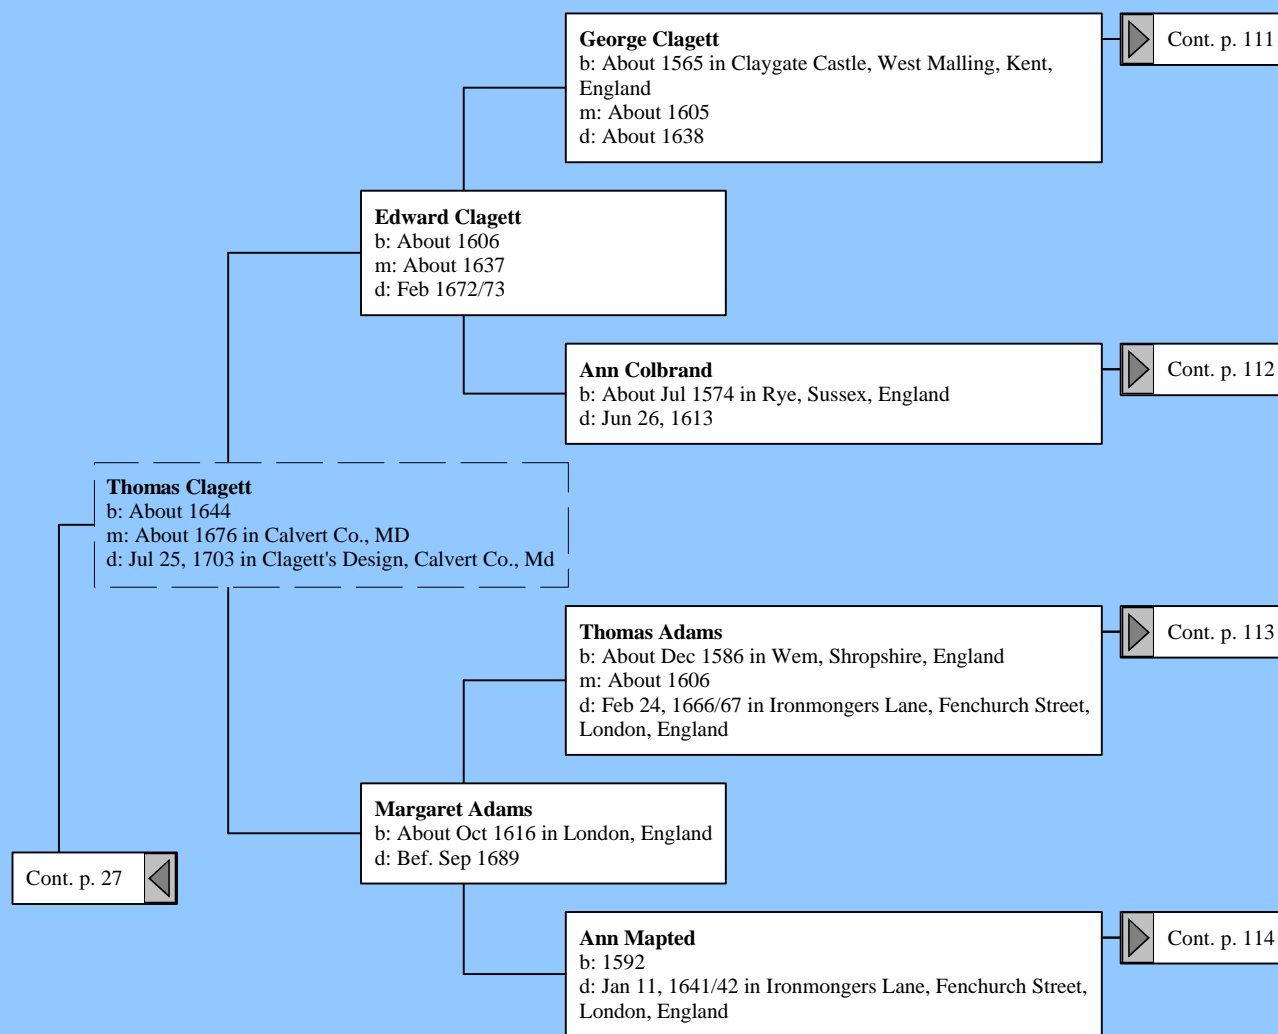 George Clagett
b: About 1565 in Claygate Castle, West Malling, Kent,
England
m: About 1605
d: About 1638
Cont. p. 111
Edward Clagett
b: About 1606
m: About 1637
d: Feb 1672/73
Ann Colbrand
b: About Jul 1574 in Rye, Sussex, England
d: Jun 26, 1613
Cont. p. 112
Thomas Clagett
b: About 1644
m: About 1676 in Calvert Co., MD
d: Jul 25, 1703 in Clagett's Design, Calvert Co., Md
Thomas Adams
b: About Dec 1586 in Wem, Shropshire, England
m: About 1606
d: Feb 24, 1666/67 in Ironmongers Lane, Fenchurch Street,
London, England
Cont. p. 113
Margaret Adams
b: About Oct 1616 in London, England
d: Bef. Sep 1689
Cont. p. 27
Ann Mapted
b: 1592
d: Jan 11, 1641/42 in Ironmongers Lane, Fenchurch Street,
London, England
Cont. p. 114